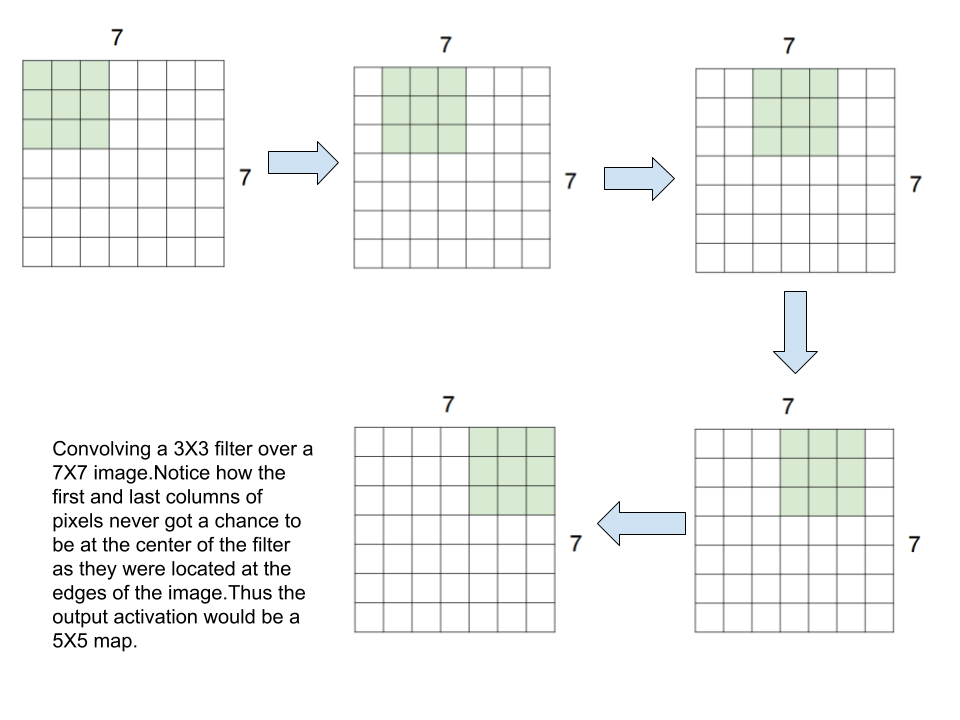 7
7
7
7
7
7
Convolving a 3X3 filter over a
7X7 image.Notice how the
first and last columns of
pixels never got a chance to
be at the center of the filter
as they were located at the
edges of the image.Thus the
output activation would be a
5X5 map.
7
7
7
7